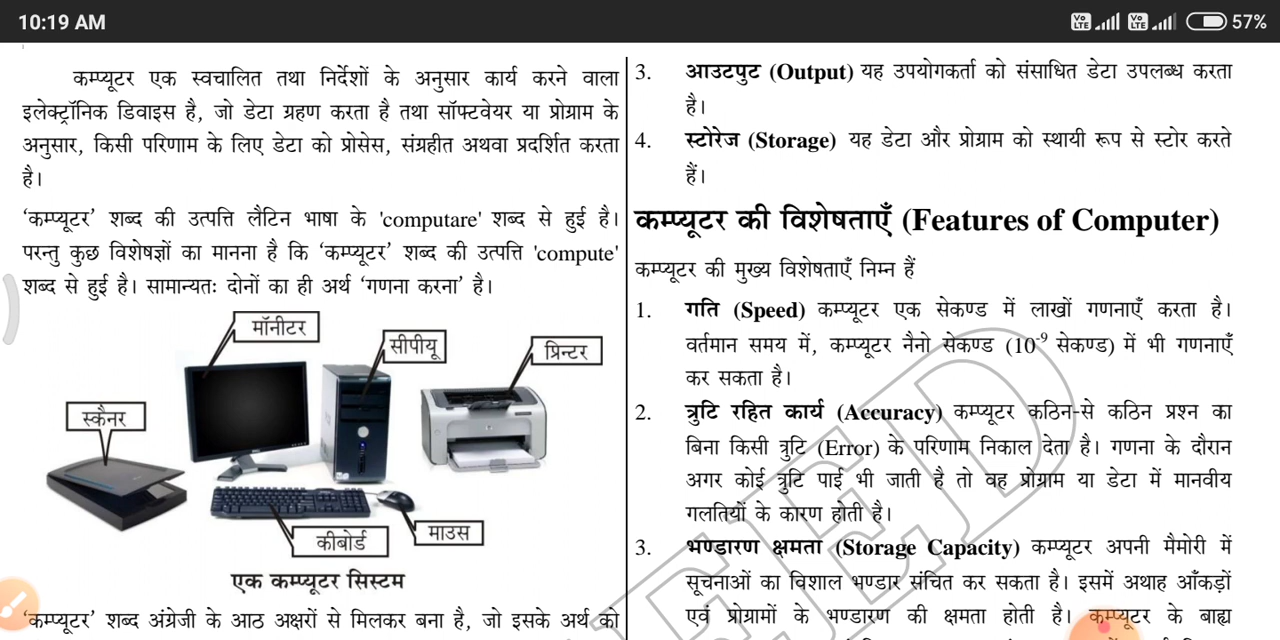 10:19 AM
Vo LTE
Vo LTE
57%
कम्प्यूटर एक स्वचालित तथा निर्देशों के अनुसार कार्य करने वाला
इलेक्ट्रॉनिक डिवाइस है, जो डेटा ग्रहण करता है तथा सॉफ्टवेयर या प्रोग्राम के
अनुसार, किसी परिणाम के लिए डेटा को प्रोसेस, संग्रहीत अथवा प्रदर्शित करता
है।
‘कम्प्यूटर’ शब्द की उत्पत्ति लैटिन भाषा के 'computare' शब्द से हुई है।
परन्तु कुछ विशेषज्ञों का मानना है कि ‘कम्प्यूटर’ शब्द की उत्पत्ति 'compute'
शब्द से हुई है। सामान्यतः दोनों का ही अर्थ ‘गणना करना’ है।
मॉनीटर
सीपीयू
प्रिन्टर
स्कैनर
कीबोर्ड
माउस
एक कम्प्यूटर सिस्टम
‘कम्प्यूटर’ शब्द अंग्रेजी के आठ अक्षरों से मिलकर बना है, जो इसके अर्थ को
3. आउटपुट (Output) यह उपयोगकर्ता को संसाधित डेटा उपलब्ध करता
है।
4. स्टोरेज (Storage) यह डेटा और प्रोग्राम को स्थायी रूप से स्टोर करते
हैं।
कम्प्यूटर की विशेषताएँ (Features of Computer)
कम्प्यूटर की मुख्य विशेषताएँ निम्न हैं
1. गति (Speed) कम्प्यूटर एक सेकण्ड में लाखों गणनाएँ करता है।
वर्तमान समय में, कम्प्यूटर नैनो सेकण्ड (10⁻⁹ सेकण्ड) में भी गणनाएँ
कर सकता है।
2. त्रुटि रहित कार्य (Accuracy) कम्प्यूटर कठिन-से कठिन प्रश्न का
बिना किसी त्रुटि (Error) के परिणाम निकाल देता है। गणना के दौरान
अगर कोई त्रुटि पाई भी जाती है तो वह प्रोग्राम या डेटा में मानवीय
गलतियों के कारण होती है।
3. भण्डारण क्षमता (Storage Capacity) कम्प्यूटर अपनी मैमोरी में
सूचनाओं का विशाल भण्डार संचित कर सकता है। इसमें अथाह आँकड़ों
एवं प्रोग्रामों के भण्डारण की क्षमता होती है। कम्प्यूटर के बाह्य